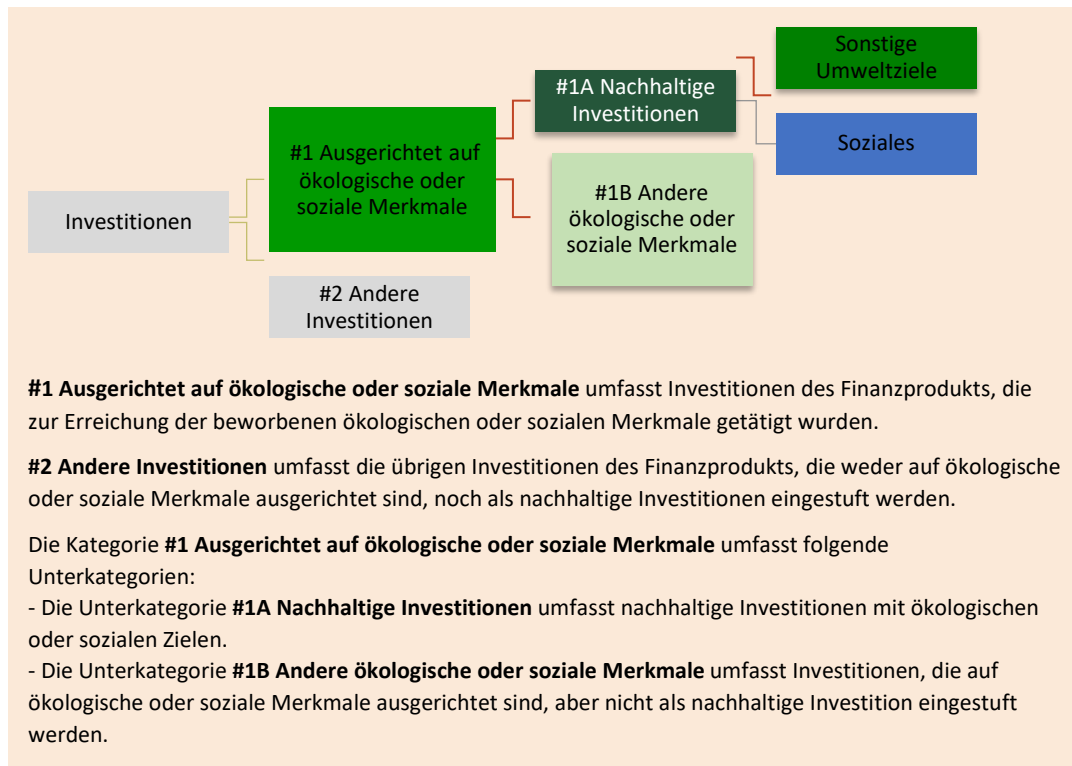 Sonstige
Umweltziele
#1A Nachhaltige
Investitionen
Soziales
#1 Ausgerichtet auf
ökologische oder
soziale Merkmale
#1B Andere
ökologische oder
soziale Merkmale
Investitionen
#2 Andere
Investitionen
#1 Ausgerichtet auf ökologische oder soziale Merkmale umfasst Investitionen des Finanzprodukts, die
zur Erreichung der beworbenen ökologischen oder sozialen Merkmale getätigt wurden.
#2 Andere Investitionen umfasst die übrigen Investitionen des Finanzprodukts, die weder auf ökologische
oder soziale Merkmale ausgerichtet sind, noch als nachhaltige Investitionen eingestuft werden.
Die Kategorie #1 Ausgerichtet auf ökologische oder soziale Merkmale umfasst folgende
Unterkategorien:
- Die Unterkategorie #1A Nachhaltige Investitionen umfasst nachhaltige Investitionen mit ökologischen
oder sozialen Zielen.
- Die Unterkategorie #1B Andere ökologische oder soziale Merkmale umfasst Investitionen, die auf
ökologische oder soziale Merkmale ausgerichtet sind, aber nicht als nachhaltige Investition eingestuft
werden.